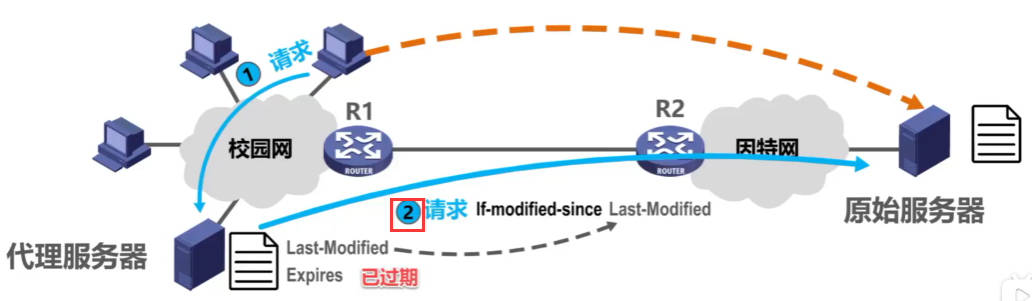 ① 请求
R1
R2
校园网
ROUTER
ROUTER
因特网
② 请求 If-modified-since Last-Modified
原始服务器
代理服务器
Last-Modified
Expires 已过期